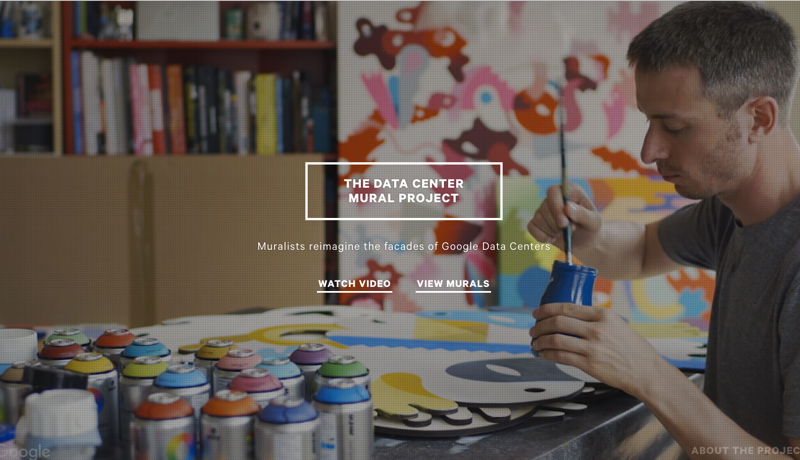 THE DATA CENTER
MURAL PROJECT
Muralists reimagine the facades of Google Data Centers
WATCH VIDEO VIEW MURALS
Google
ABOUT THE PROJEC